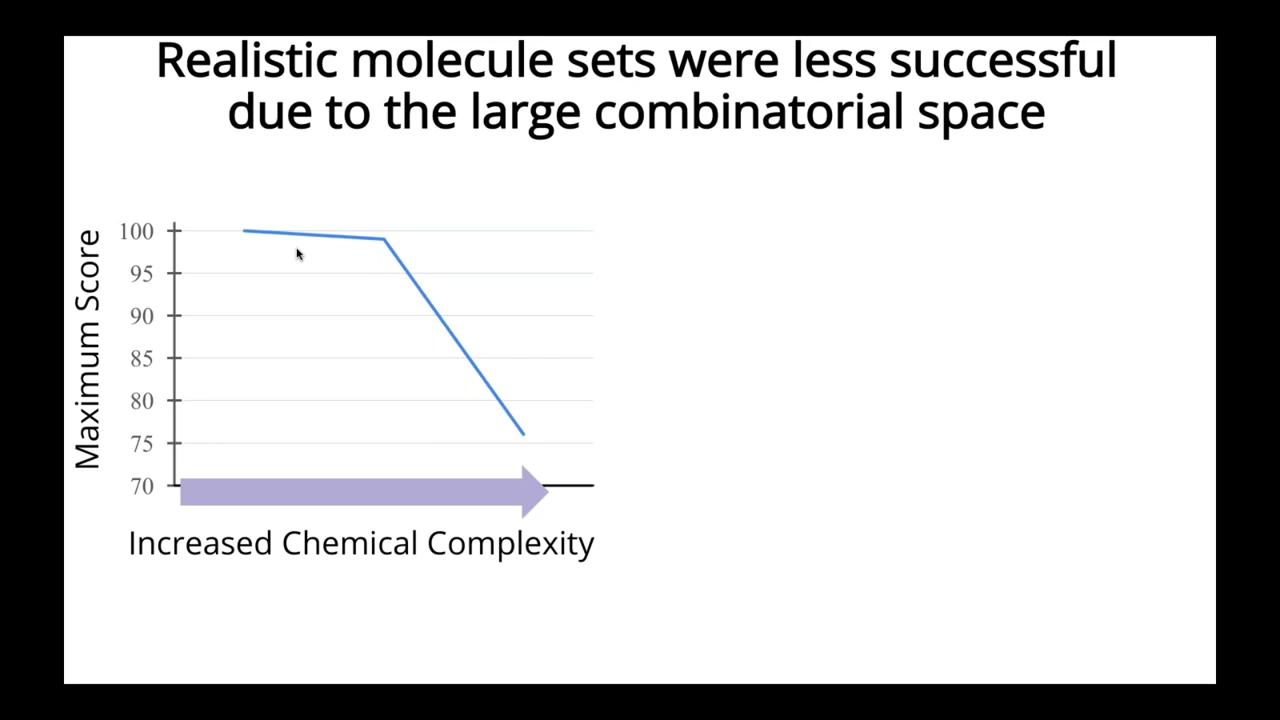 Realistic molecule sets were less successful
due to the large combinatorial space
Maximum Score
100
95
90
85
80
75
70
Increased Chemical Complexity